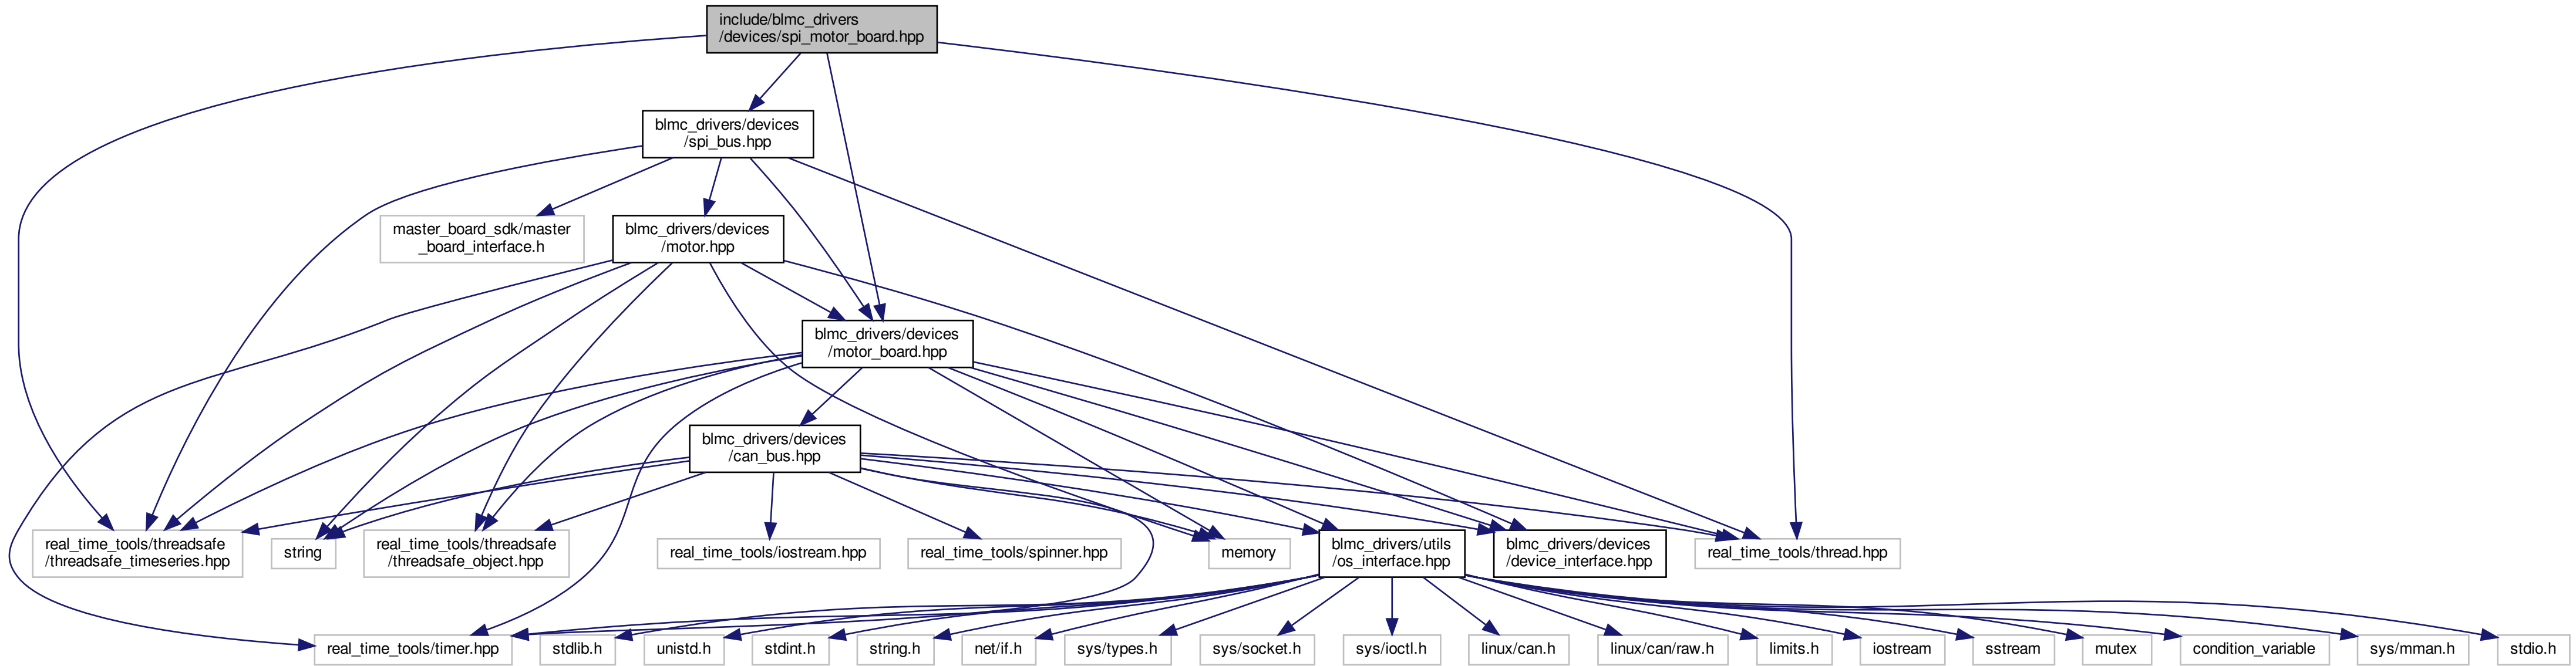 include/blmc_drivers
/devices/spi_motor_board.hpp
blmc_drivers/devices
/spi_bus.hpp
master_board_sdk/master
_board_interface.h
blmc_drivers/devices
/motor.hpp
blmc_drivers/devices
/motor_board.hpp
blmc_drivers/devices
/can_bus.hpp
real_time_tools/threadsafe
/threadsafe_timeseries.hpp
string
real_time_tools/threadsafe
/threadsafe_object.hpp
real_time_tools/iostream.hpp
real_time_tools/spinner.hpp
memory
blmc_drivers/utils
/os_interface.hpp
blmc_drivers/devices
/device_interface.hpp
real_time_tools/thread.hpp
real_time_tools/timer.hpp
stdlib.h
unistd.h
stdint.h
string.h
net/if.h
sys/types.h
sys/socket.h
sys/ioctl.h
linux/can.h
linux/can/raw.h
limits.h
iostream
sstream
mutex
condition_variable
sys/mman.h
stdio.h